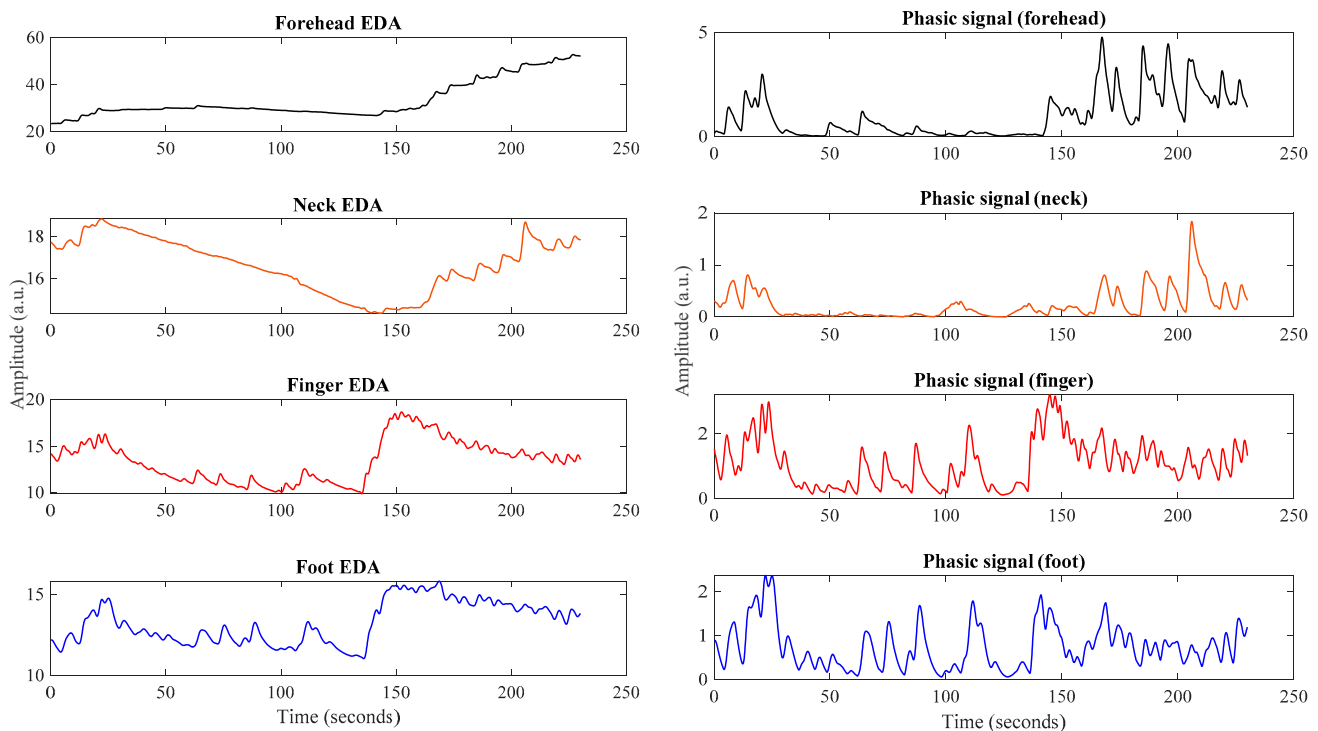 Forehead EDA
60
40
20
0 50 100 150 200 250
Neck EDA
18
16
0 50 100 150 200 250
Finger EDA
20
15
10
0 50 100 150 200 250
Foot EDA
15
10
0 50 100 150 200 250
Amplitude (a.u.)
Time (seconds)
Phasic signal (forehead)
5
0
0 50 100 150 200 250
Phasic signal (neck)
2
1
0
0 50 100 150 200 250
Phasic signal (finger)
2
0
0 50 100 150 200 250
Phasic signal (foot)
2
1
0
0 50 100 150 200 250
Amplitude (a.u.)
Time (seconds)